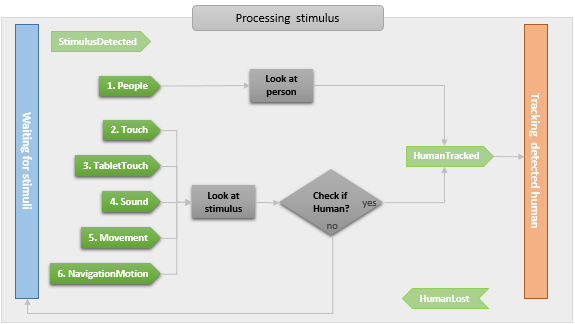 Processing stimulus
StimulusDetected
Waiting for stimuli
1. People
Look at
person
2. Touch
3. TabletTouch
4. Sound
5. Movement
6. NavigationMotion
Look at
stimulus
Check if
Human?
yes
no
HumanTracked
Tracking detected human
HumanLost